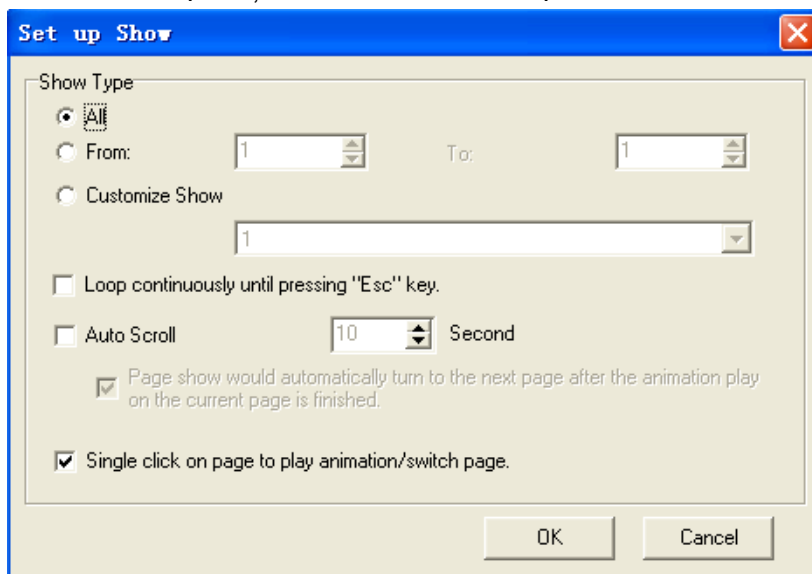 Set up Show
Show Type
All
From: 1 To: 1
Customize Show
1
Loop continuously until pressing "Esc" key.
Auto Scroll 10 Second
Page show would automatically turn to the next page after the animation play
on the current page is finished.
Single click on page to play animation/switch page.
OK Cancel